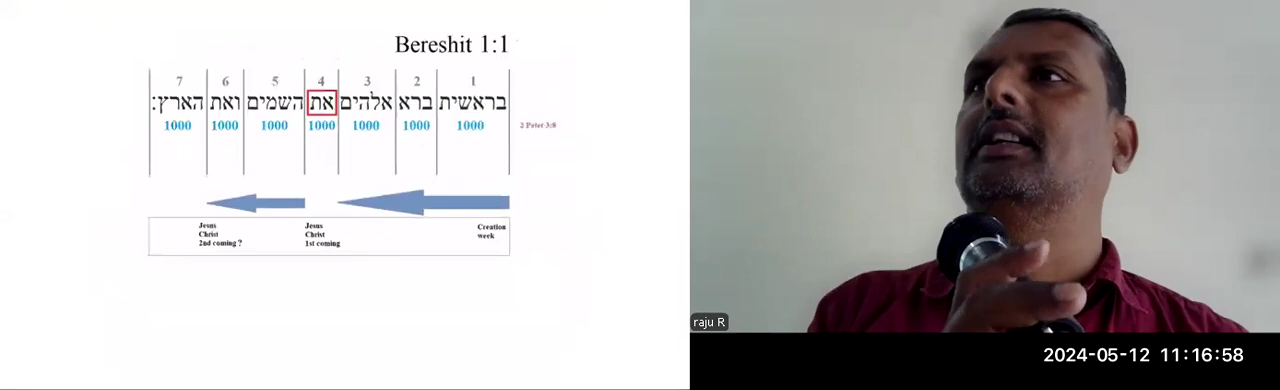 Bereshit 1:1
7 6 5 4 3 2 1
בראשית ברא אלהים את השמים ואת הארץ:
1000 1000 1000 1000 1000 1000 1000
2 Peter 3:8
Jesus Christ 2nd coming ?
Jesus Christ 1st coming
Creation week
raju R
2024-05-12 11:16:58